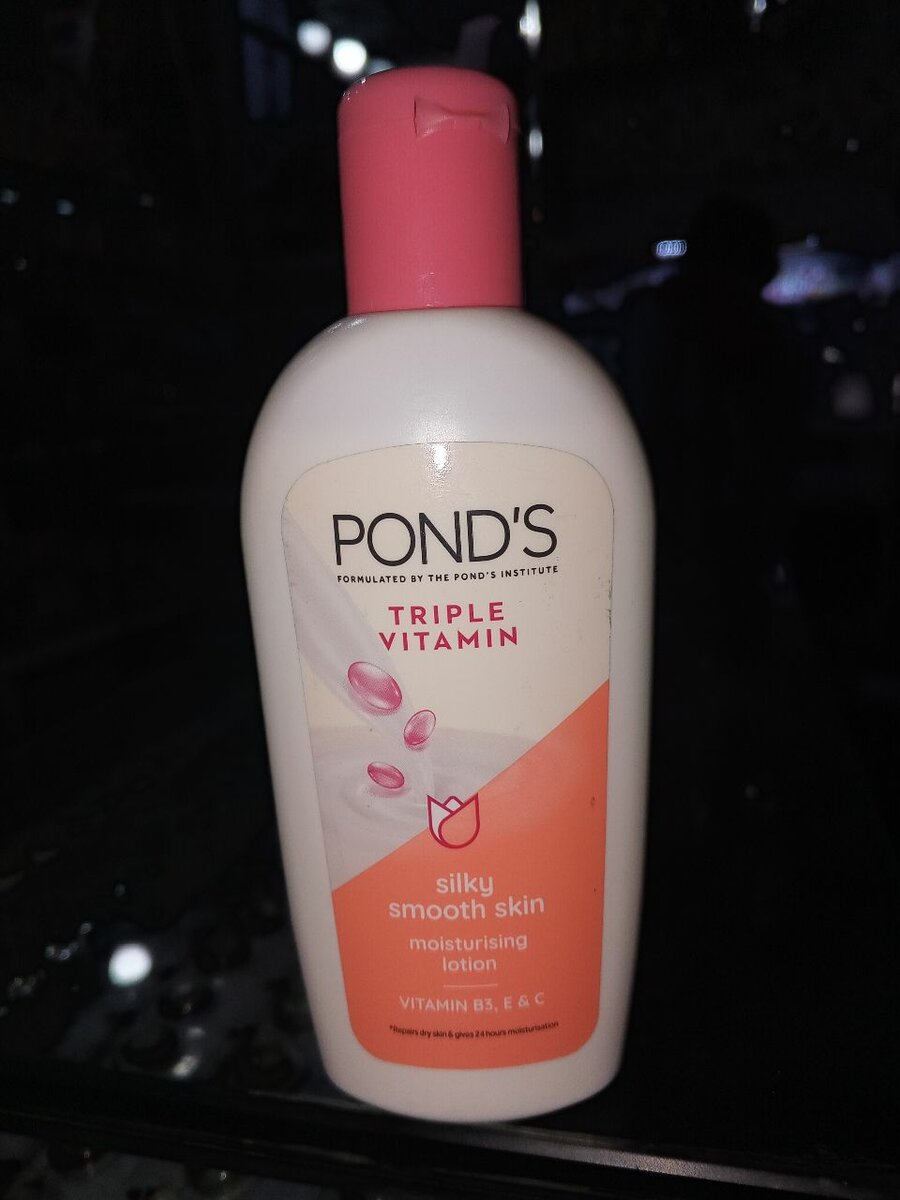 POND'S
FORMULATED BY THE POND'S INSTITUTE
TRIPLE
VITAMIN
silky
smooth skin
moisturising
lotion
VITAMIN B3, E & C
*Repairs dry skin & gives 24 hours moisturisation